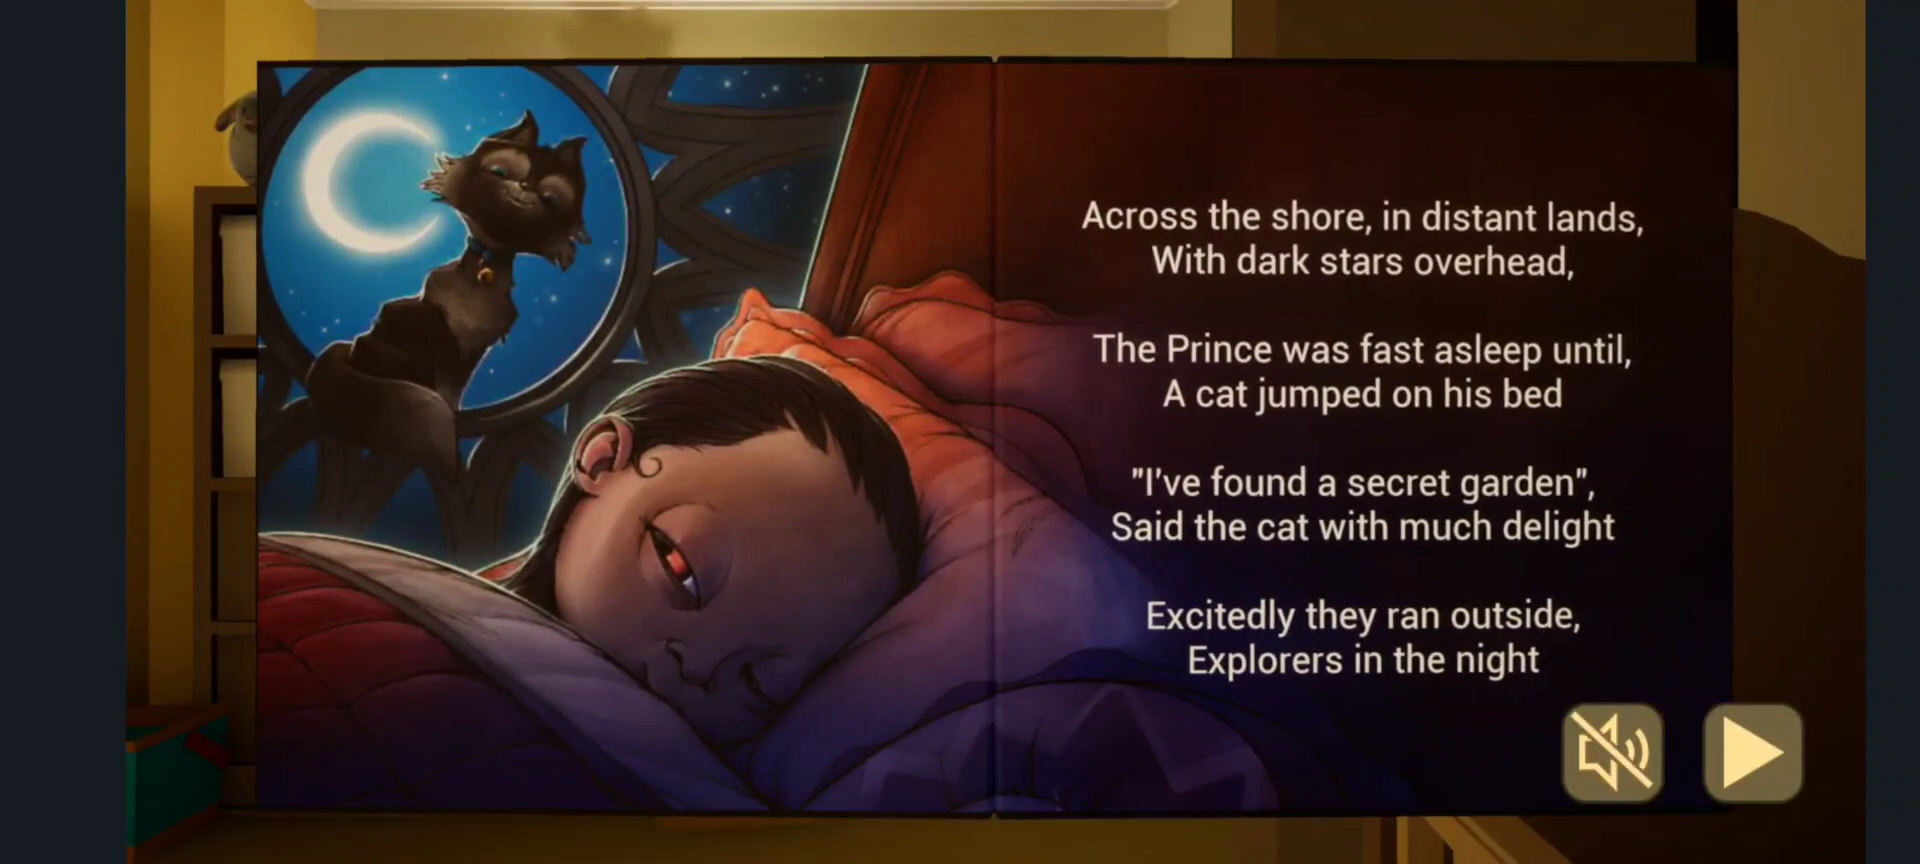 Across the shore, in distant lands,
With dark stars overhead,
The Prince was fast asleep until,
A cat jumped on his bed
"I've found a secret garden",
Said the cat with much delight
Excitedly they ran outside,
Explorers in the night